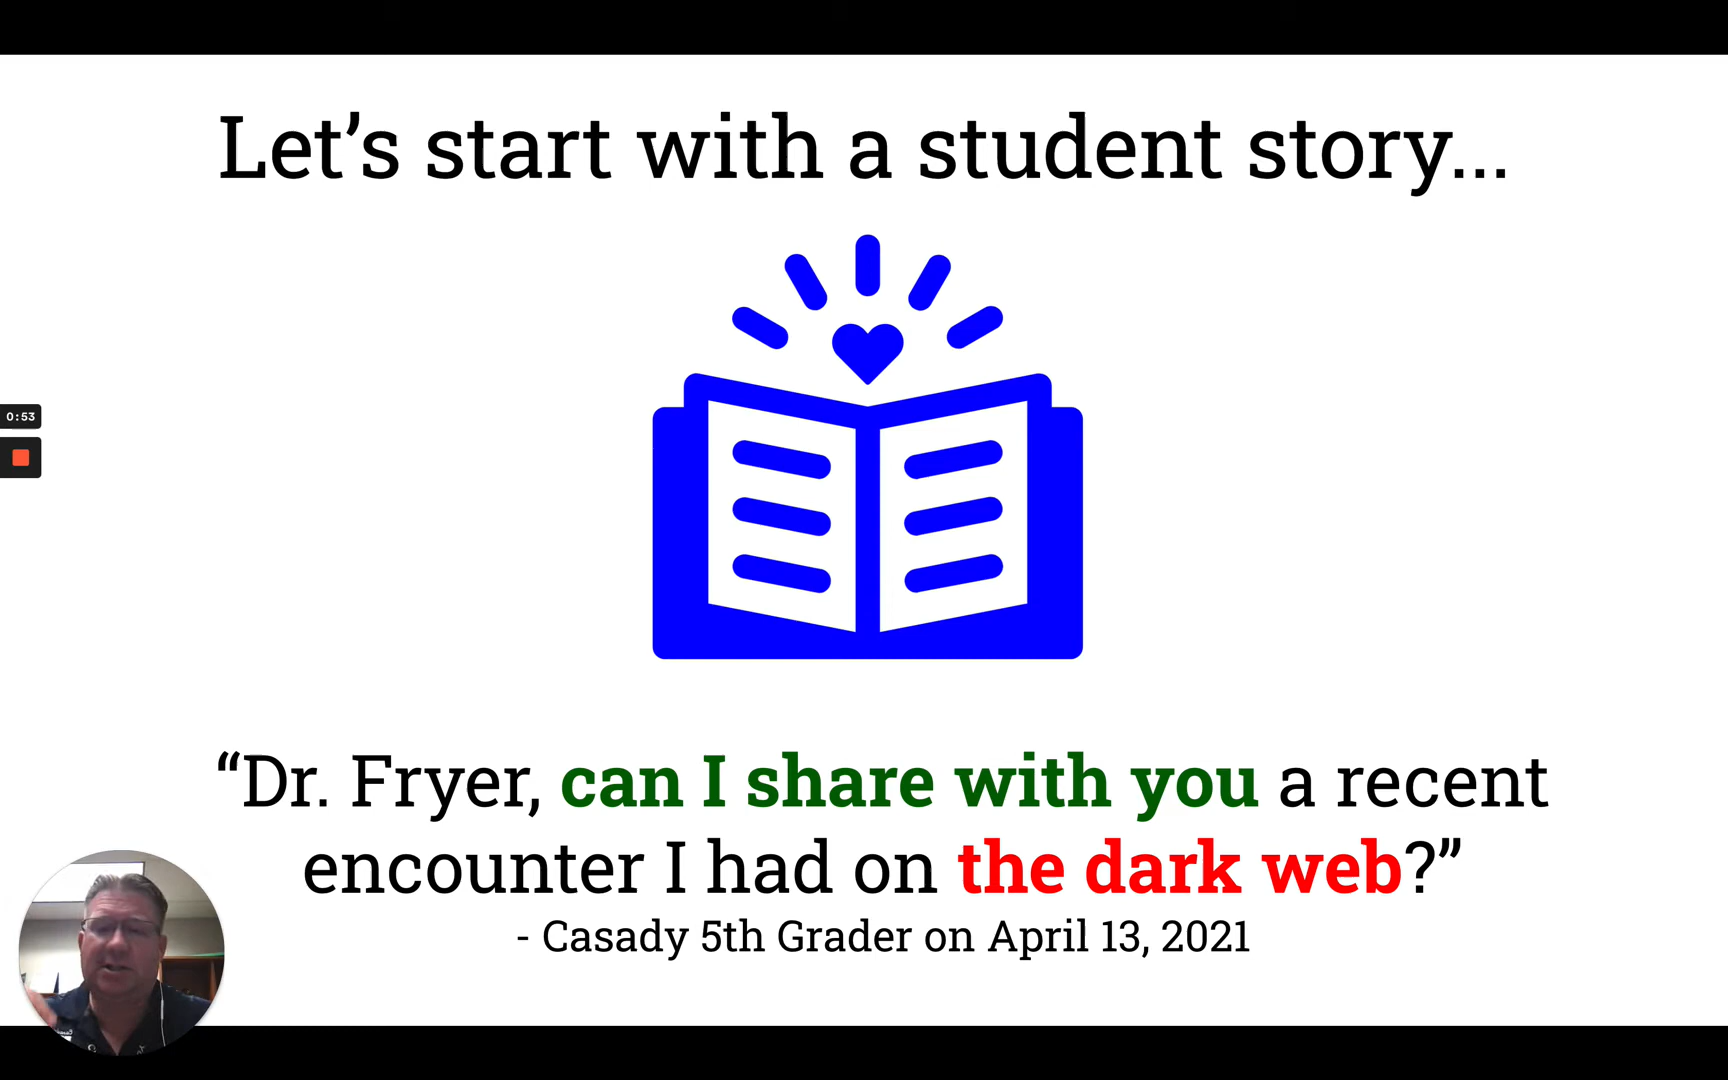 Let’s start with a student story...
0:53
“Dr. Fryer, can I share with you a recent
encounter I had on the dark web?”
- Casady 5th Grader on April 13, 2021